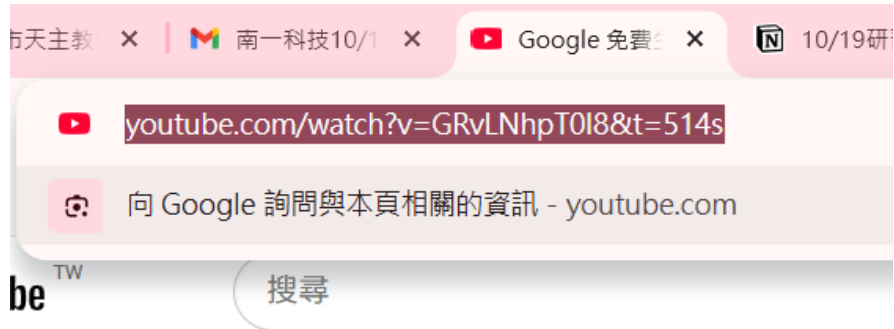 市天主教 南一科技10/1 Google 免費 10/19研
youtube.com/watch?v=GRvLNhpT0I8&t=514s
向 Google 詢問與本頁相關的資訊 - youtube.com
be TW
搜尋